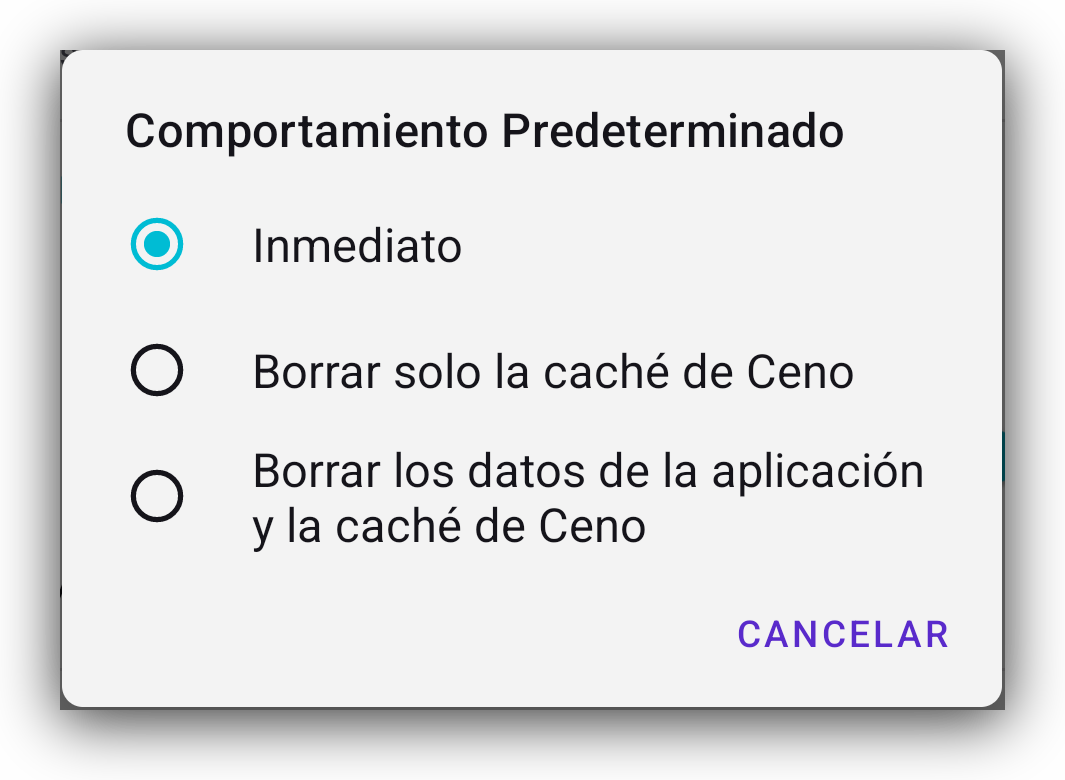 Comportamiento Predeterminado
Inmediato
Borrar solo la caché de Ceno
Borrar los datos de la aplicación
y la caché de Ceno
CANCELAR